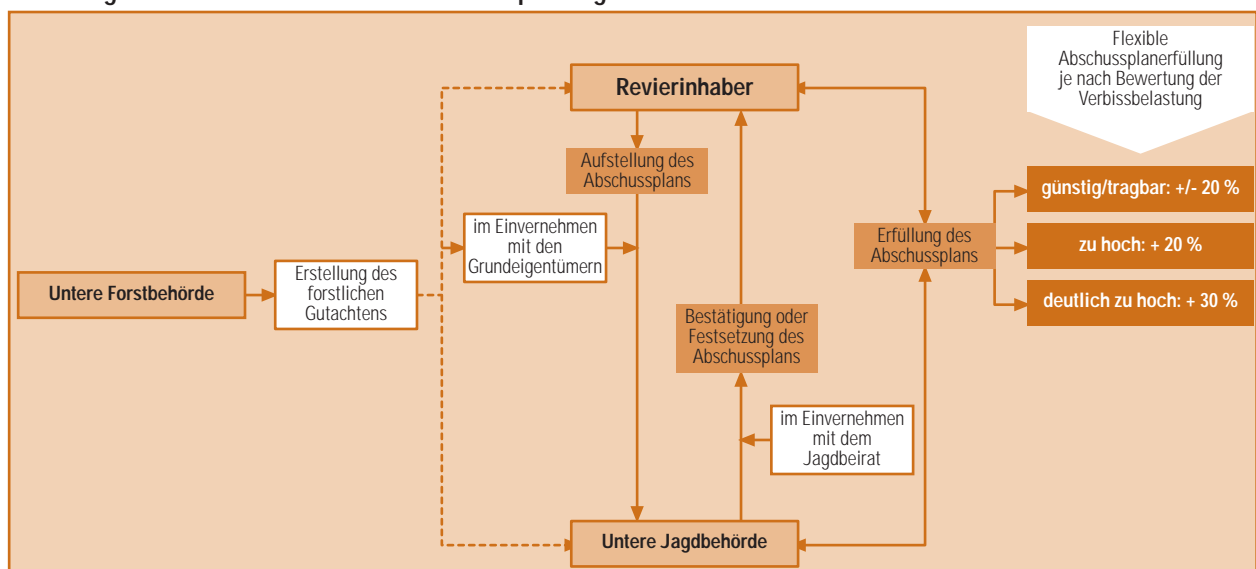 Flexible
Abschussplanerfüllung
je nach Bewertung der
Verbissbelastung
Revierinhaber
Aufstellung des
Abschussplans
günstig/tragbar: +/- 20 %
im Einvernehmen
mit den
Grundeigentümern
Erfüllung des
Abschussplans
zu hoch: + 20 %
Untere Forstbehörde
Erstellung des
forstlichen
Gutachtens
deutlich zu hoch: + 30 %
Bestätigung oder
Festsetzung des
Abschussplans
im Einvernehmen
mit dem
Jagdbeirat
Untere Jagdbehörde